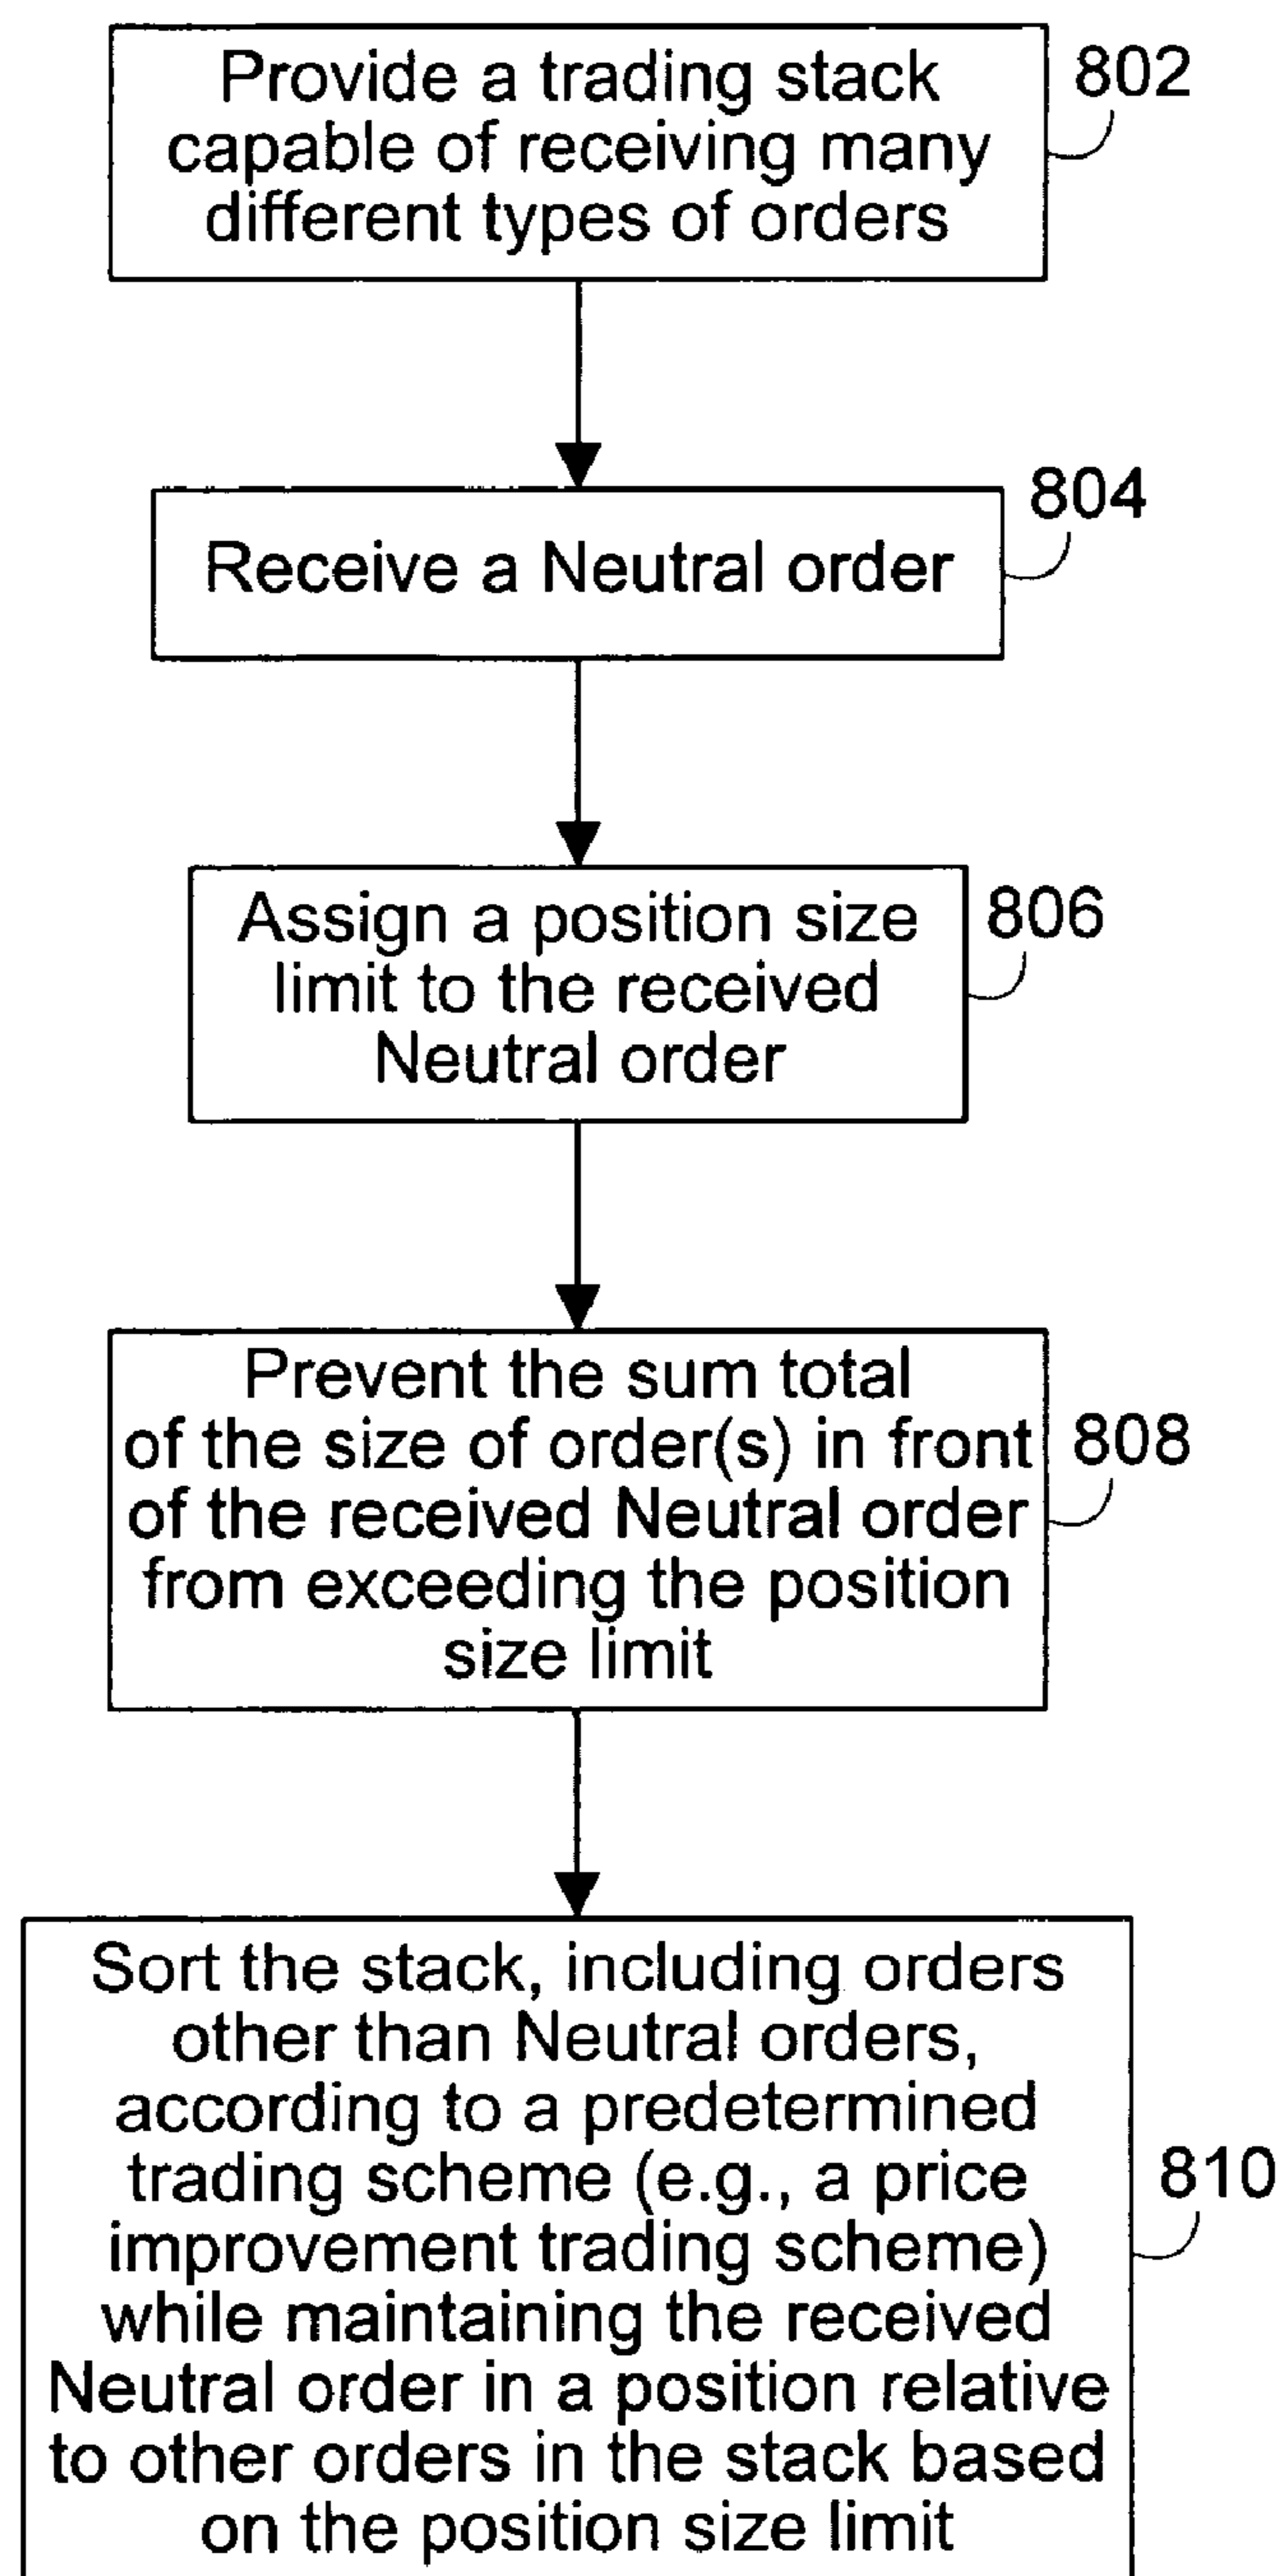 Provide a trading stack
capable of receiving many
different types of orders
802
Receive a Neutral order
804
Assign a position size
limit to the received
Neutral order
806
Prevent the sum total
of the size of order(s) in front
of the received Neutral order
from exceeding the position
size limit
808
Sort the stack, including orders
other than Neutral orders,
according to a predetermined
trading scheme (e.g., a price
improvement trading scheme)
while maintaining the received
Neutral order in a position relative
to other orders in the stack based
on the position size limit
810